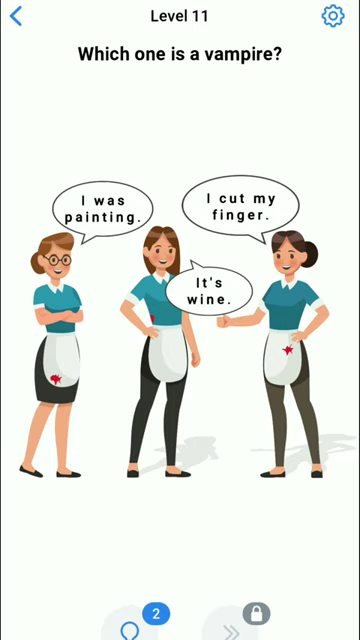 Level 11
Which one is a vampire?
I was
painting.
I cut my
finger.
It's
wine.
2